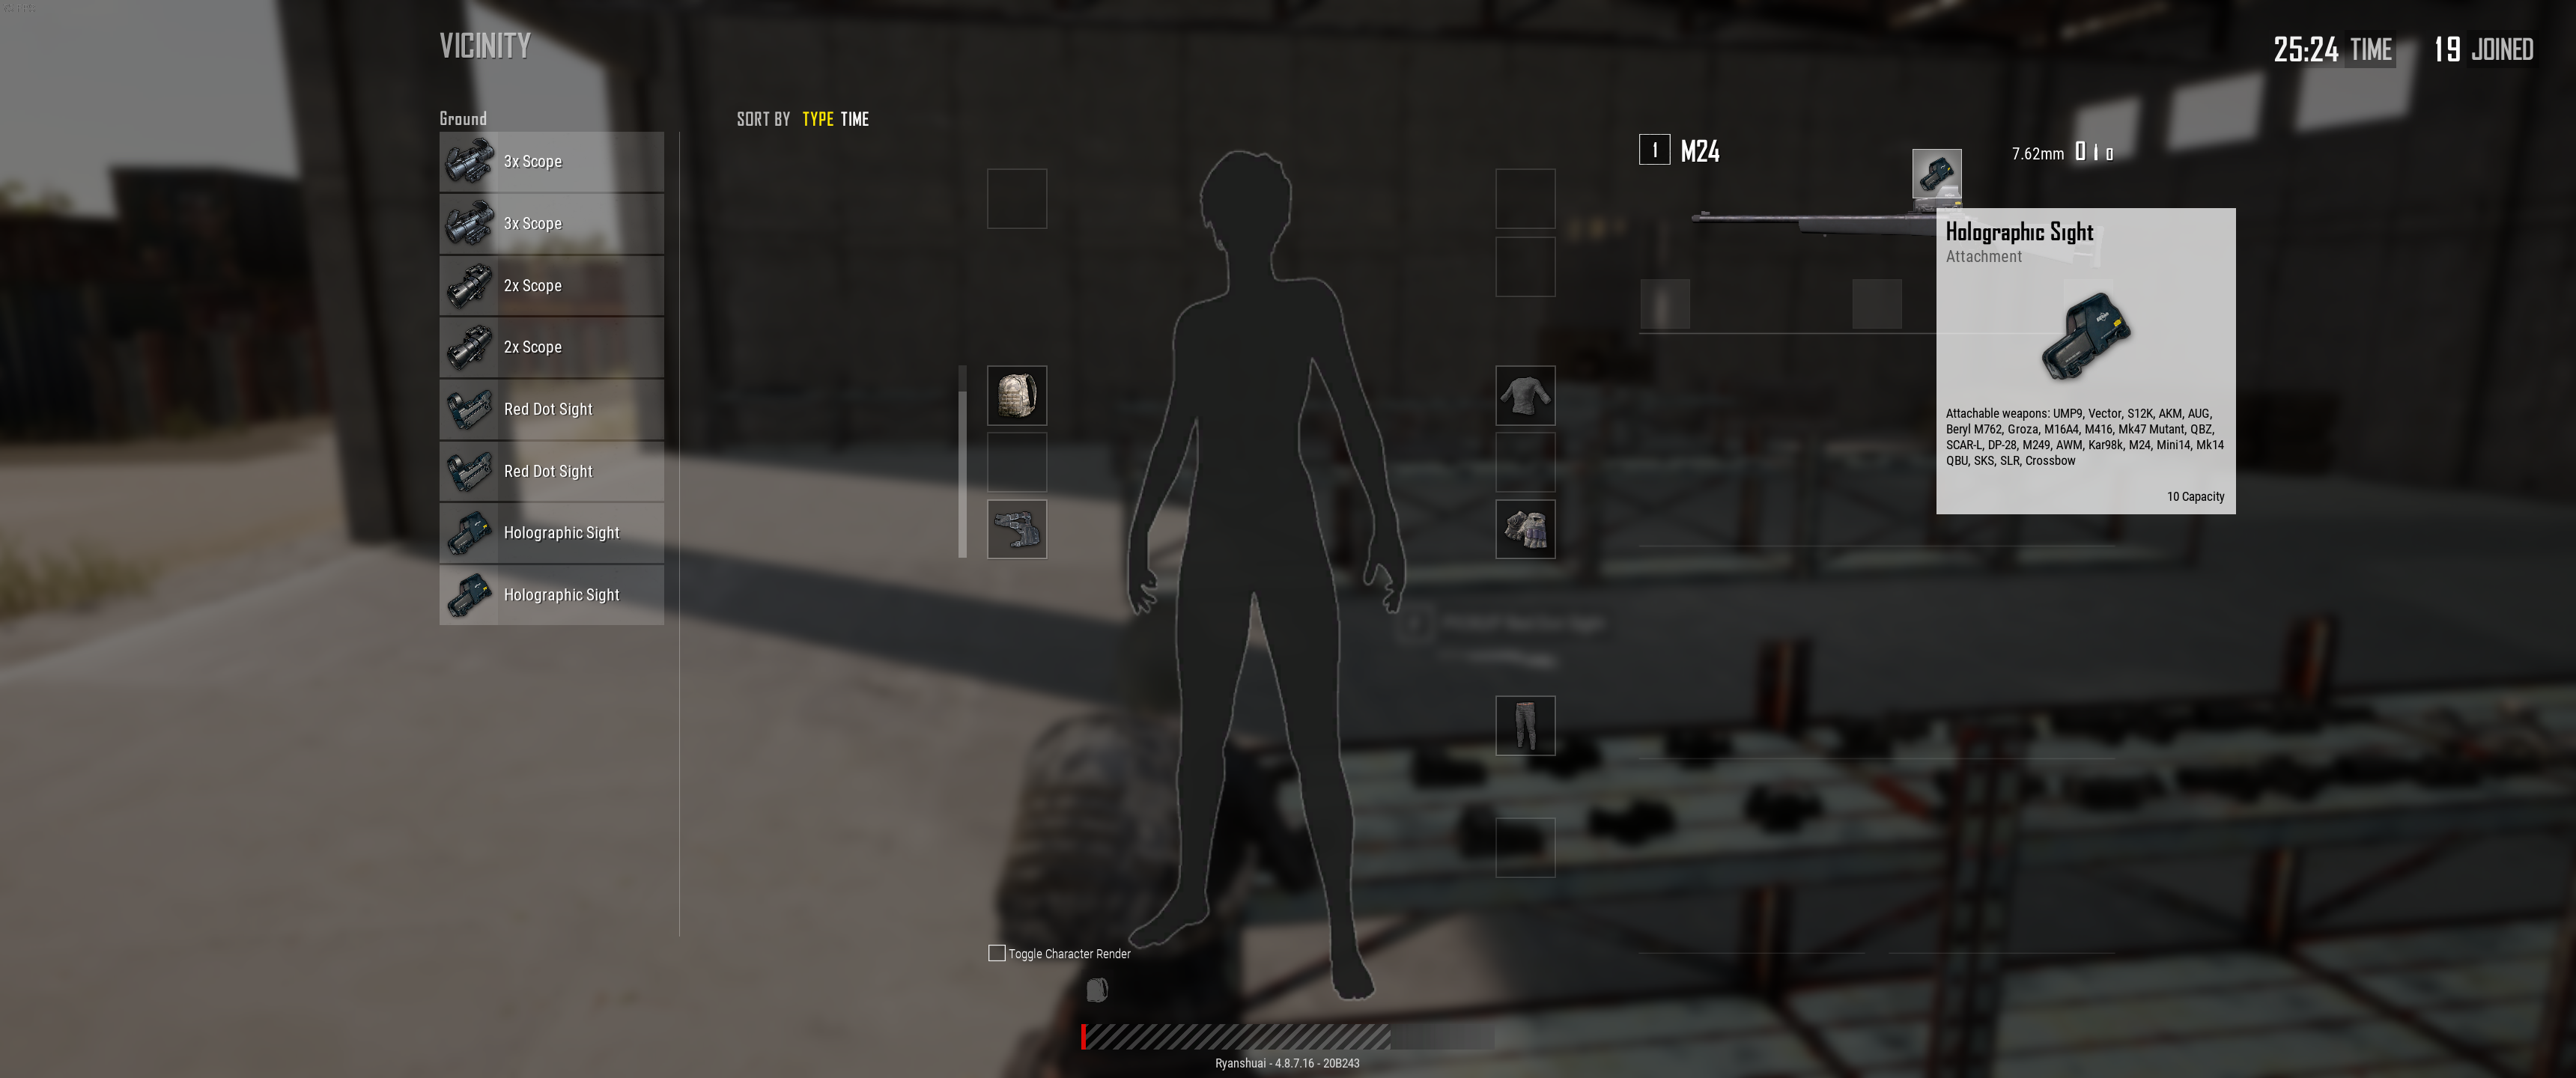 VICINITY
25:24 TIME 19 JOINED
Ground
SORT BY TYPE TIME
3x Scope
3x Scope
2x Scope
2x Scope
Red Dot Sight
Red Dot Sight
Holographic Sight
Holographic Sight
1 M24
7.62mm 0 0
Holographic Sight
Attachment
Attachable weapons: UMP9, Vector, S12K, AKM, AUG,
Beryl M762, Groza, M16A4, M416, Mk47 Mutant, QBZ,
SCAR-L, DP-28, M249, AWM, Kar98k, M24, Mini14, Mk14
QBU, SKS, SLR, Crossbow
10 Capacity
Toggle Character Render
Ryanshuai - 4.8.7.16 - 20B243